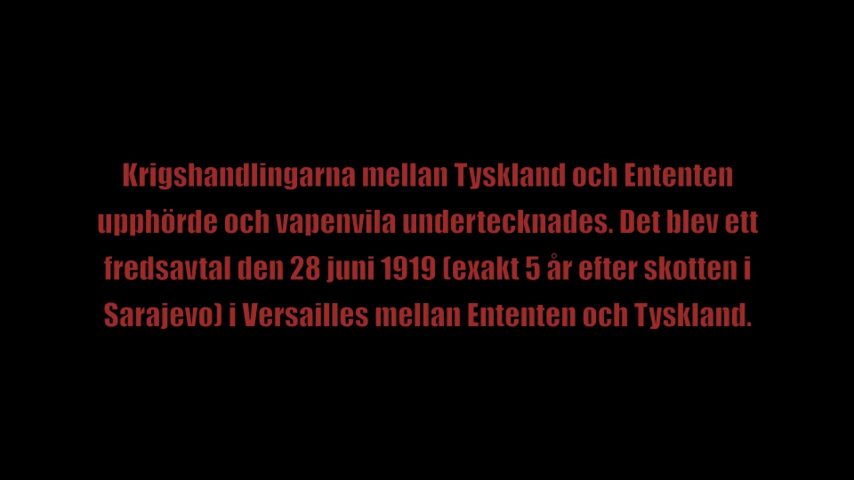 Krigshandlingarna mellan Tyskland och Ententen
upphörde och vapenvila undertecknades. Det blev ett
fredsavtal den 28 juni 1919 (exakt 5 år efter skotten i
Sarajevo) i Versailles mellan Ententen och Tyskland.